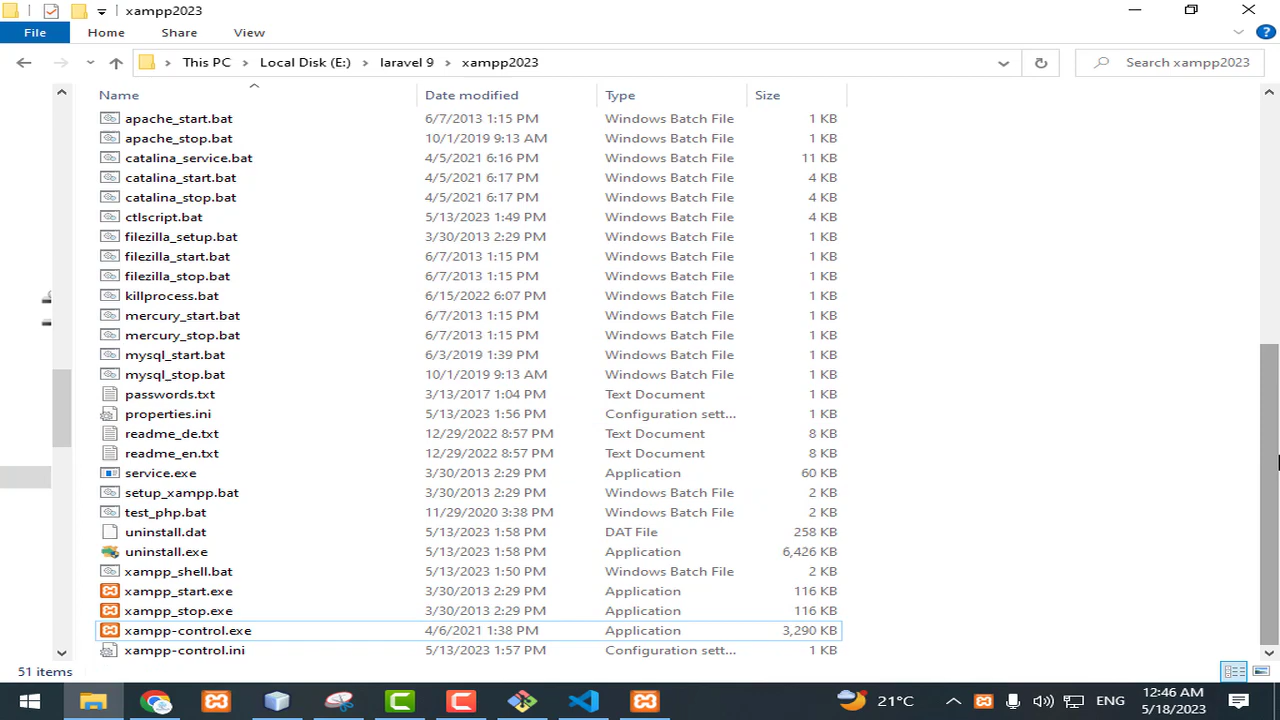 xampp2023
File Home Share View
This PC Local Disk (E:) laravel 9 xampp2023 Search xampp2023
Name Date modified Type Size
apache_start.bat 6/7/2013 1:15 PM Windows Batch File 1 KB
apache_stop.bat 10/1/2019 9:13 AM Windows Batch File 1 KB
catalina_service.bat 4/5/2021 6:16 PM Windows Batch File 11 KB
catalina_start.bat 4/5/2021 6:17 PM Windows Batch File 4 KB
catalina_stop.bat 4/5/2021 6:17 PM Windows Batch File 4 KB
ctlscript.bat 5/13/2023 1:49 PM Windows Batch File 4 KB
filezilla_setup.bat 3/30/2013 2:29 PM Windows Batch File 1 KB
filezilla_start.bat 6/7/2013 1:15 PM Windows Batch File 1 KB
filezilla_stop.bat 6/7/2013 1:15 PM Windows Batch File 1 KB
killprocess.bat 6/15/2022 6:07 PM Windows Batch File 1 KB
mercury_start.bat 6/7/2013 1:15 PM Windows Batch File 1 KB
mercury_stop.bat 6/7/2013 1:15 PM Windows Batch File 1 KB
mysql_start.bat 6/3/2019 1:39 PM Windows Batch File 1 KB
mysql_stop.bat 10/1/2019 9:13 AM Windows Batch File 1 KB
passwords.txt 3/13/2017 1:04 PM Text Document 1 KB
properties.ini 5/13/2023 1:56 PM Configuration sett... 1 KB
readme_de.txt 12/29/2022 8:57 PM Text Document 8 KB
readme_en.txt 12/29/2022 8:57 PM Text Document 8 KB
service.exe 3/30/2013 2:29 PM Application 60 KB
setup_xampp.bat 3/30/2013 2:29 PM Windows Batch File 2 KB
test_php.bat 11/29/2020 3:38 PM Windows Batch File 2 KB
uninstall.dat 5/13/2023 1:58 PM DAT File 258 KB
uninstall.exe 5/13/2023 1:58 PM Application 6,426 KB
xampp_shell.bat 5/13/2023 1:50 PM Windows Batch File 2 KB
xampp_start.exe 3/30/2013 2:29 PM Application 116 KB
xampp_stop.exe 3/30/2013 2:29 PM Application 116 KB
xampp-control.exe 4/6/2021 1:38 PM Application 3,290 KB
xampp-control.ini 5/13/2023 1:57 PM Configuration sett... 1 KB
51 items
21°C ENG 12:46 AM
5/18/2023